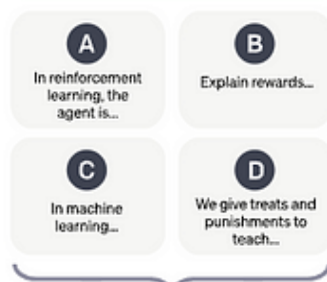 A
In reinforcement
learning, the
agent is...
B
Explain rewards...
C
In machine
learning...
D
We give treats and
punishments to
teach...